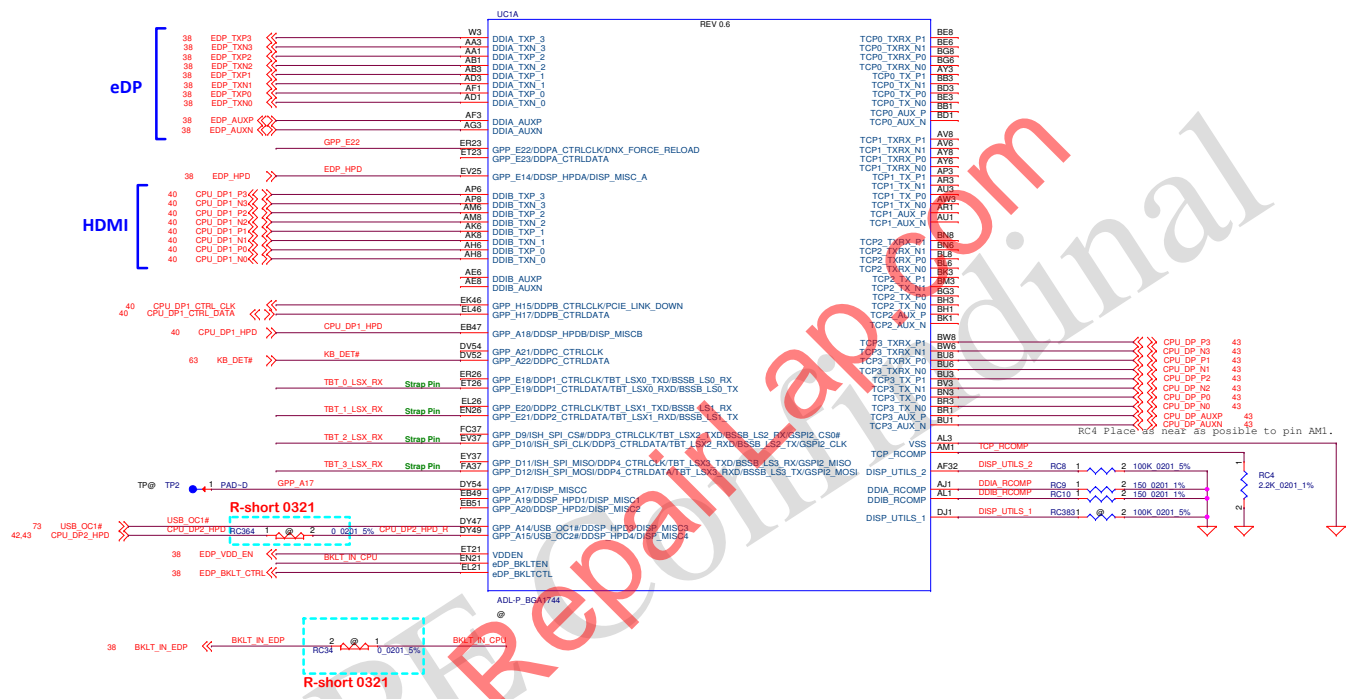 UC1A
REV 0.6
eDP
38 EDP_TXP3 W3 DDIA_TXP_3
38 EDP_TXN3 AA3 DDIA_TXN_3
38 EDP_TXP2 AA1 DDIA_TXP_2
38 EDP_TXN2 AB1 DDIA_TXN_2
38 EDP_TXP1 AB3 DDIA_TXP_1
38 EDP_TXN1 AD3 DDIA_TXN_1
38 EDP_TXP0 AF1 DDIA_TXP_0
38 EDP_TXN0 AD1 DDIA_TXN_0
38 EDP_AUXP AF3 DDIA_AUXP
38 EDP_AUXN AG3 DDIA_AUXN
GPP_E22 ER23 GPP_E22/DDPA_CTRLCLK/DNX_FORCE_RELOAD
ET23 GPP_E23/DDPA_CTRLDATA
38 EDP_HPD EDP_HPD EV25 GPP_E14/DDSP_HPDA/DISP_MISC_A
HDMI
40 CPU_DP1_P3 AP6 DDIB_TXP_3
40 CPU_DP1_N3 AP8 DDIB_TXN_3
40 CPU_DP1_P2 AM6 DDIB_TXP_2
40 CPU_DP1_N2 AM8 DDIB_TXN_2
40 CPU_DP1_P1 AK6 DDIB_TXP_1
40 CPU_DP1_N1 AK8 DDIB_TXN_1
40 CPU_DP1_P0 AH6 DDIB_TXP_0
40 CPU_DP1_N0 AH8 DDIB_TXN_0
AE6 DDIB_AUXP
AE8 DDIB_AUXN
40 CPU_DP1_CTRL_CLK EK46 GPP_H15/DDPB_CTRLCLK/PCIE_LINK_DOWN
40 CPU_DP1_CTRL_DATA EL46 GPP_H17/DDPB_CTRLDATA
40 CPU_DP1_HPD CPU_DP1_HPD EB47 GPP_A18/DDSP_HPDB/DISP_MISCB
DV54 GPP_A21/DDPC_CTRLCLK
63 KB_DET# KB_DET# DV52 GPP_A22/DDPC_CTRLDATA
ER26 GPP_E18/DDP1_CTRLCLK/TBT_LSX0_TXD/BSSB_LS0_RX
TBT_0_LSX_RX Strap Pin ET26 GPP_E19/DDP1_CTRLDATA/TBT_LSX0_RXD/BSSB_LS0_TX
EL26 GPP_E20/DDP2_CTRLCLK/TBT_LSX1_TXD/BSSB_LS1_RX
TBT_1_LSX_RX Strap Pin EN26 GPP_E21/DDP2_CTRLDATA/TBT_LSX1_RXD/BSSB_LS1_TX
FC37 GPP_D9/ISH_SPI_CS#/DDP3_CTRLCLK/TBT_LSX2_TXD/BSSB_LS2_RX/GSPI2_CS0#
TBT_2_LSX_RX Strap Pin EV37 GPP_D10/ISH_SPI_CLK/DDP3_CTRLDATA/TBT_LSX2_RXD/BSSB_LS2_TX/GSPI2_CLK
EY37 GPP_D11/ISH_SPI_MISO/DDP4_CTRLCLK/TBT_LSX3_TXD/BSSB_LS3_RX/GSPI2_MISO
TBT_3_LSX_RX Strap Pin FA37 GPP_D12/ISH_SPI_MOSI/DDP4_CTRLDATA/TBT_LSX3_RXD/BSSB_LS3_TX/GSPI2_MOSI
TP@ TP2 1 PAD~D GPP_A17 DY54 GPP_A17/DISP_MISCC
EB49 GPP_A19/DDSP_HPD1/DISP_MISC1
EB51 GPP_A20/DDSP_HPD2/DISP_MISC2
R-short 0321
73 USB_OC1# USB_OC1# DY47 GPP_A14/USB_OC1#/DDSP_HPD3/DISP_MISC3
42,43 CPU_DP2_HPD CPU_DP2_HPD RC364 1 @ 2 0_0201_5% CPU_DP2_HPD_R DY49 GPP_A15/USB_OC2#/DDSP_HPD4/DISP_MISC4
38 EDP_VDD_EN ET21 VDDEN
BKLT_IN_CPU EN21 eDP_BKLTEN
38 EDP_BKLT_CTRL EL21 eDP_BKLTCTL
TCP0_TXRX_P1 BE8
TCP0_TXRX_N1 BE6
TCP0_TXRX_P0 BG8
TCP0_TXRX_N0 BG6
TCP0_TX_P1 AY3
TCP0_TX_N1 BB3
TCP0_TX_P0 BD3
TCP0_TX_N0 BE3
TCP0_AUX_P BB1
TCP0_AUX_N BD1
TCP1_TXRX_P1 AV8
TCP1_TXRX_N1 AV6
TCP1_TXRX_P0 AY8
TCP1_TXRX_N0 AY6
TCP1_TX_P1 AP3
TCP1_TX_N1 AR3
TCP1_TX_P0 AU3
TCP1_TX_N0 AW3
TCP1_AUX_P AR1
TCP1_AUX_N AU1
TCP2_TXRX_P1 BN8
TCP2_TXRX_N1 BN6
TCP2_TXRX_P0 BL8
TCP2_TXRX_N0 BL6
TCP2_TX_P1 BK3
TCP2_TX_N1 BM3
TCP2_TX_P0 BG3
TCP2_TX_N0 BH3
TCP2_AUX_P BH1
TCP2_AUX_N BK1
TCP3_TXRX_P1 BW8 CPU_DP_P3 43
TCP3_TXRX_N1 BW6 CPU_DP_N3 43
TCP3_TXRX_P0 BU8 CPU_DP_P1 43
TCP3_TXRX_N0 BU6 CPU_DP_N1 43
TCP3_TX_P1 BU3 CPU_DP_P2 43
TCP3_TX_N1 BV3 CPU_DP_N2 43
TCP3_TX_P0 BN3 CPU_DP_P0 43
TCP3_TX_N0 BR3 CPU_DP_N0 43
TCP3_AUX_P BR1 CPU_DP_AUXP 43
TCP3_AUX_N BU1 CPU_DP_AUXN 43
RC4 Place as near as posible to pin AM1.
VSS AL3
TCP_RCOMP AM1 TCP_RCOMP
DISP_UTILS_2 AF32 DISP_UTILS_2 RC8 1 2 100K_0201_5%
DDIA_RCOMP AJ1 DDIA_RCOMP RC9 1 2 150_0201_1%
DDIB_RCOMP AL1 DDIB_RCOMP RC10 1 2 150_0201_1%
DISP_UTILS_1 DJ1 DISP_UTILS_1 RC383 1 @ 2 100K_0201_5%
1
RC4
2.2K_0201_1%
2
ADL-P_BGA1744
@
38 BKLT_IN_EDP BKLT_IN_EDP 2 @ 1 BKLT_IN_CPU
RC34 0_0201_5%
R-short 0321
RepairLap.com
Confidinal